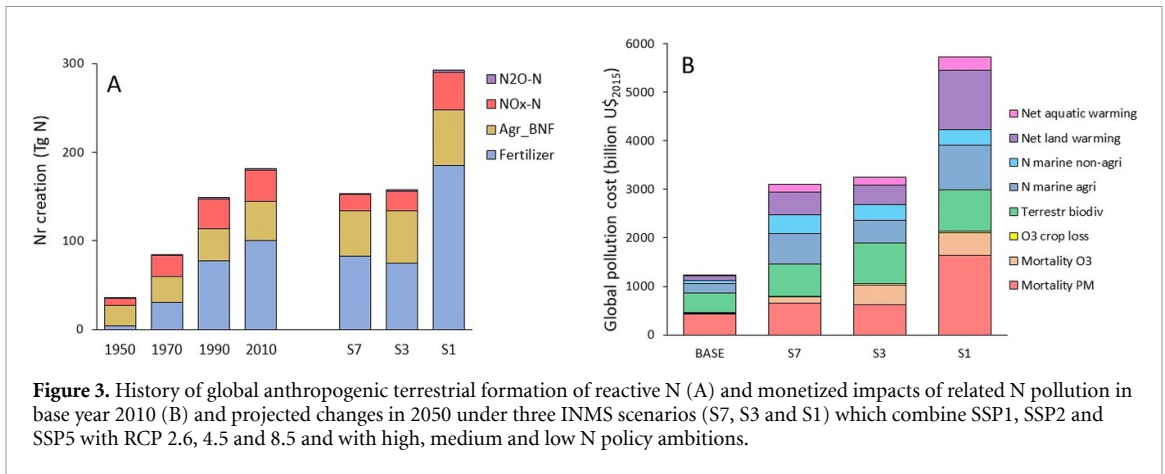 A
Nr creation (Tg N)
300
200
100
0
1950 1970 1990 2010 S7 S3 S1
N2O-N
NOx-N
Agr_BNF
Fertilizer
B
Global pollution cost (billion U$2015)
6000
5000
4000
3000
2000
1000
0
BASE S7 S3 S1
Net aquatic warming
Net land warming
N marine non-agri
N marine agri
Terrestr biodiv
O3 crop loss
Mortality O3
Mortality PM
Figure 3. History of global anthropogenic terrestrial formation of reactive N (A) and monetized impacts of related N pollution in
base year 2010 (B) and projected changes in 2050 under three INMS scenarios (S7, S3 and S1) which combine SSP1, SSP2 and
SSP5 with RCP 2.6, 4.5 and 8.5 and with high, medium and low N policy ambitions.